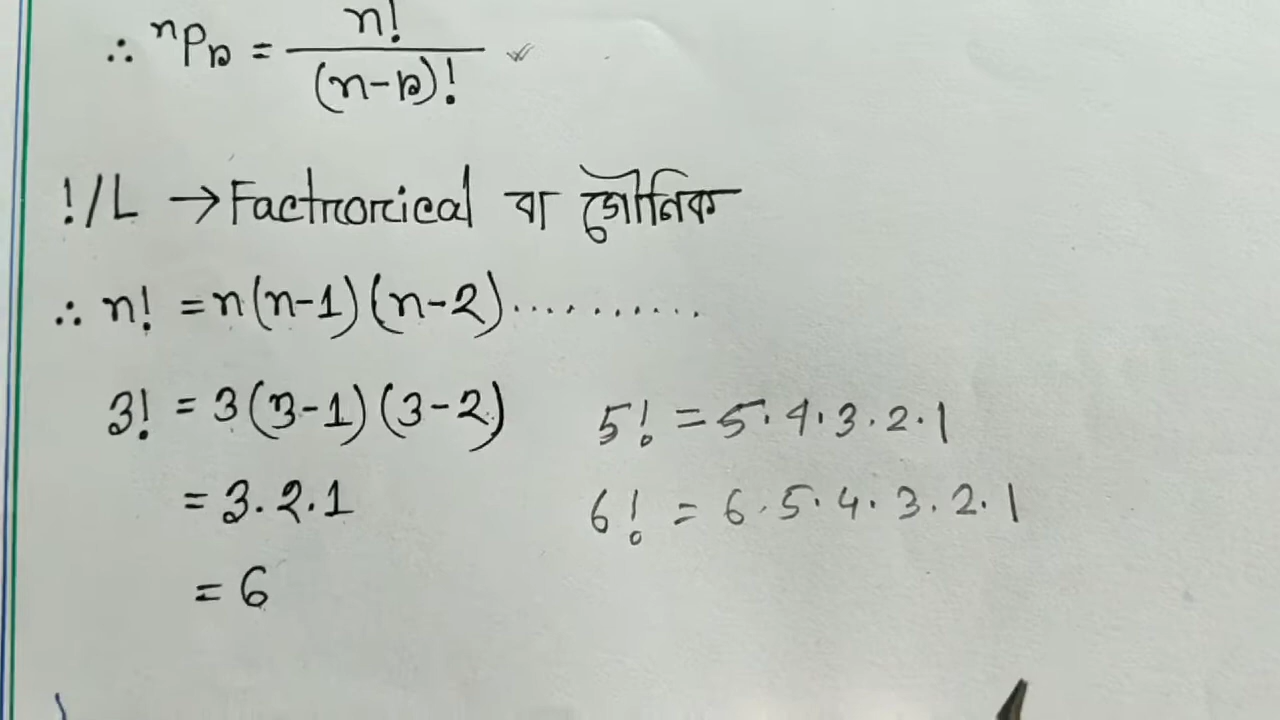 ∴ ⁿPr = n!/(n-r)!
!/L → Factrorical বা গৌনিক
∴ n! = n(n-1)(n-2)..........
3! = 3(3-1)(3-2)
= 3.2.1
= 6
5! = 5.4.3.2.1
6! = 6.5.4.3.2.1